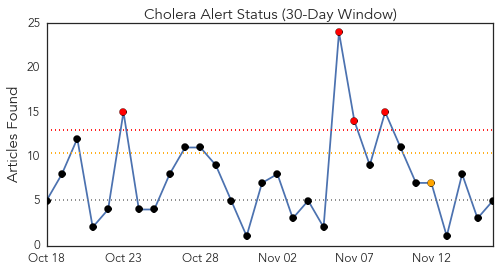 Cholera Alert Status (30-Day Window)
Articles Found
25
20
15
10
5
0
Oct 18 Oct 23 Oct 28 Nov 02 Nov 07 Nov 12